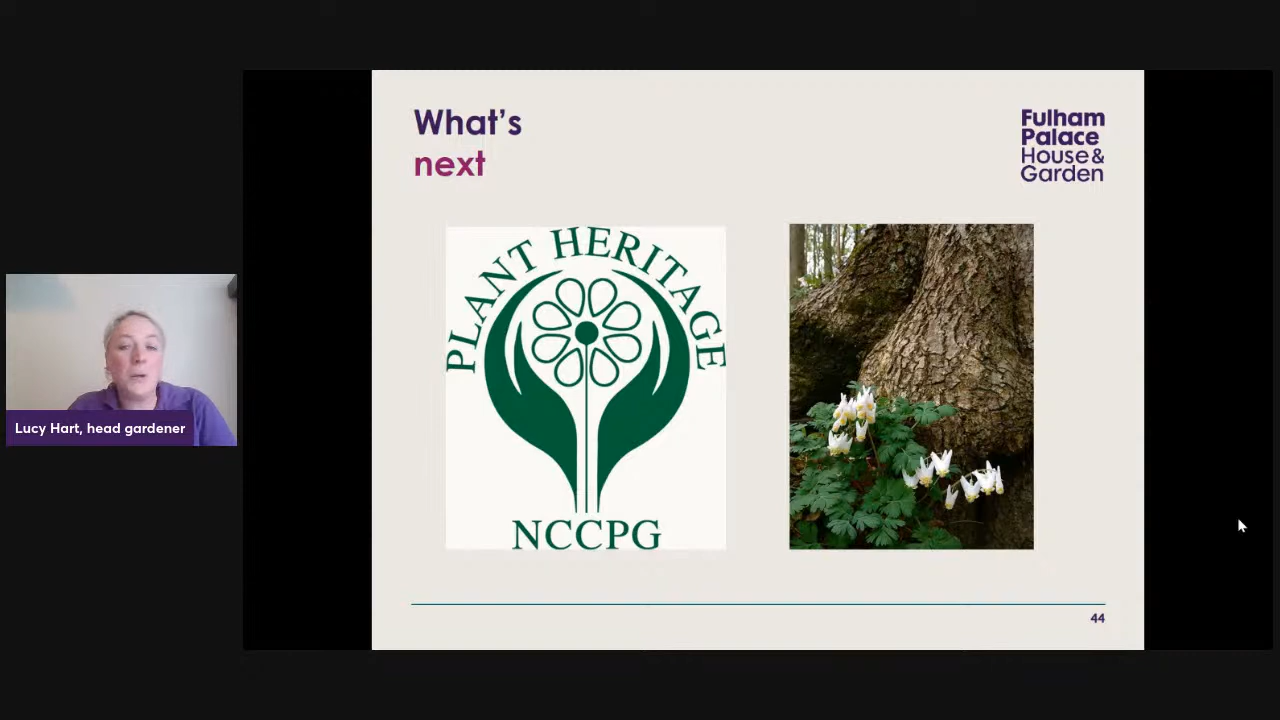 What's
next
Fulham
Palace
House &
Garden
PLANT HERITAGE
NCCPG
Lucy Hart, head gardener
44